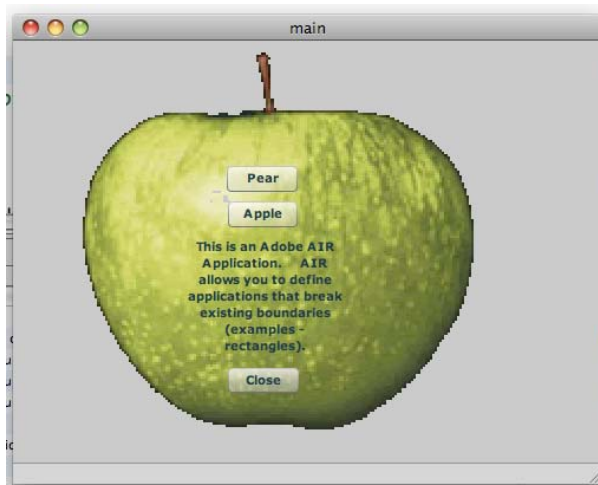 main
Pear
Apple
This is an Adobe AIR
Application. AIR
allows you to define
applications that break
existing boundaries
(examples -
rectangles).
Close